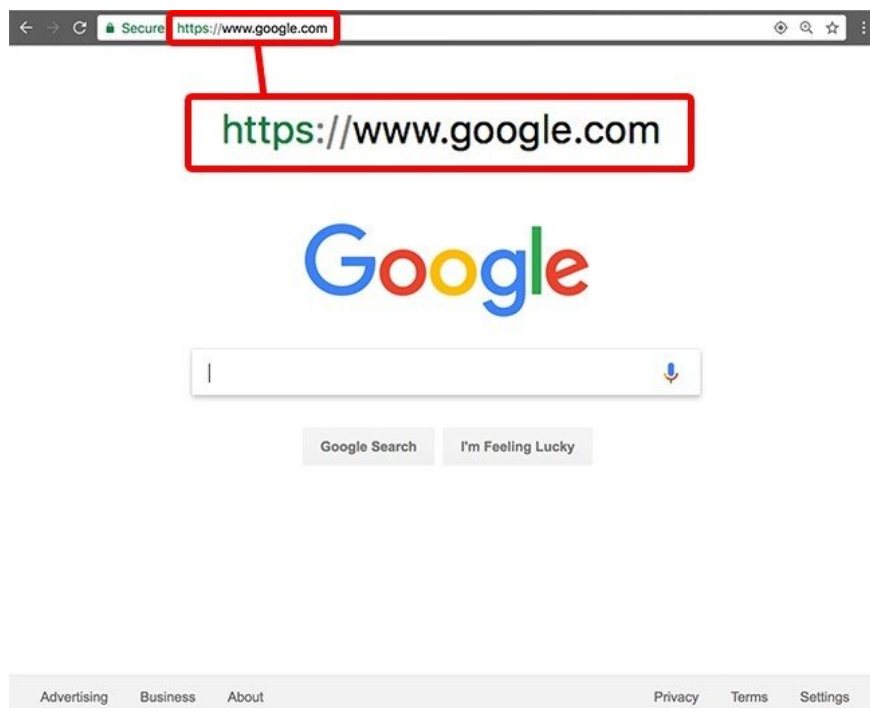 Secure https://www.google.com
https://www.google.com
Google
Google Search I'm Feeling Lucky
Advertising Business About Privacy Terms Settings